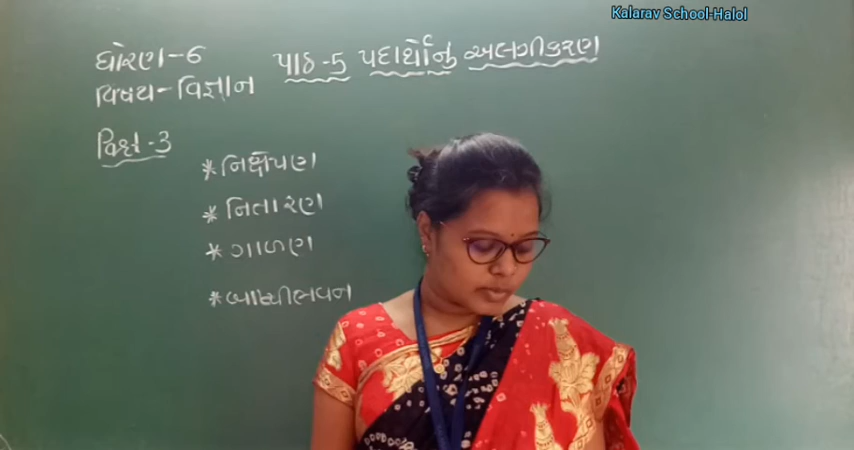 Kalarav School-Halol
ધોરણ-6
પાઠ-5 પદાર્થોનું અલગીકરણ
વિષય-વિજ્ઞાન
વિક્ષ-3
* નિક્ષેપણ
* નિતારણ
* ગાળણ
* બાષ્પીભવન